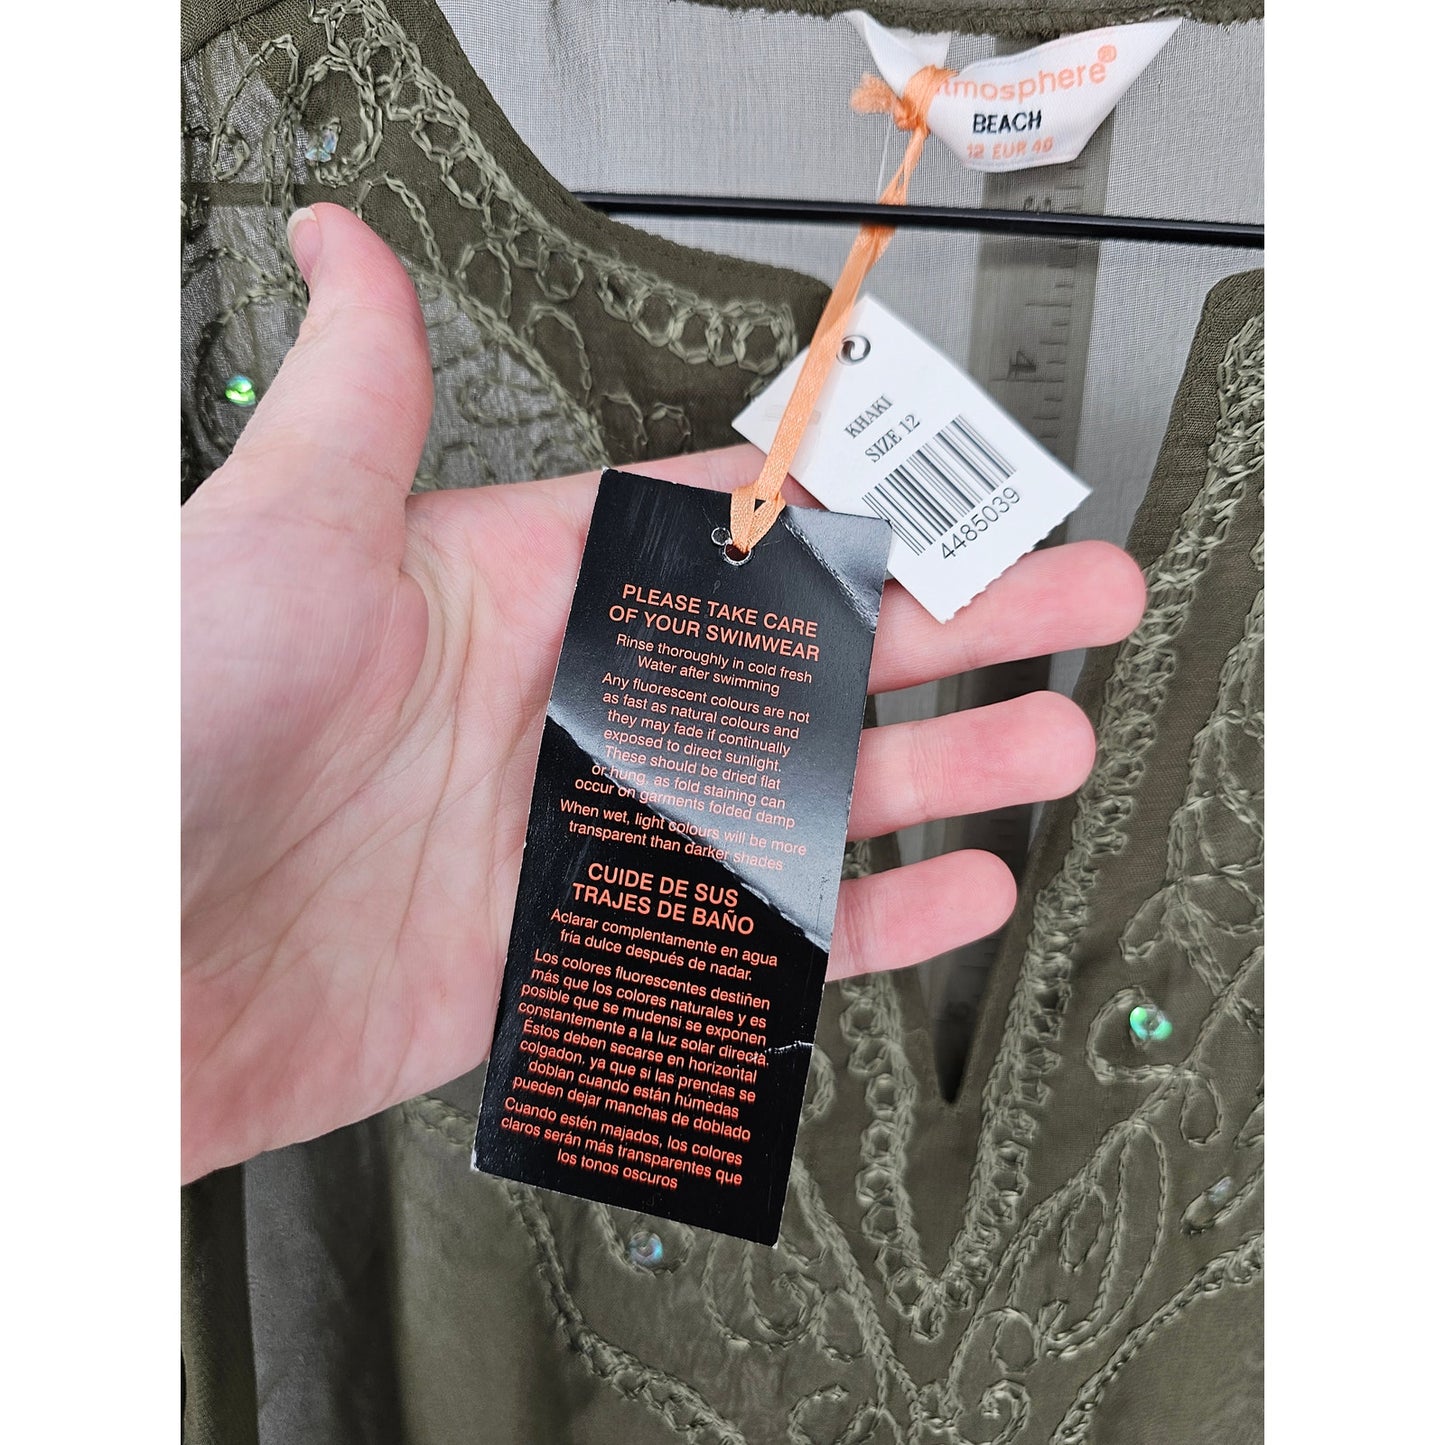 atmosphere®
BEACH
12 EUR 40
KHAKI
SIZE 12
4485039
PLEASE TAKE CARE
OF YOUR SWIMWEAR
Rinse thoroughly in cold fresh
Water after swimming
Any fluorescent colours are not
as fast as natural colours and
they may fade if continually
exposed to direct sunlight.
These should be dried flat
or hung, as fold staining can
occur on garments folded damp
When wet, light colours will be more
transparent than darker shades
CUIDE DE SUS
TRAJES DE BAÑO
Aclarar complentamente en agua
fría dulce después de nadar.
Los colores fluorescentes destiñen
más que los colores naturales y es
posible que se mudensi se exponen
constantemente a la luz solar directa.
Éstos deben secarse en horizontal
colgadon, ya que si las prendas se
doblan cuando están húmedas
pueden dejar manchas de doblado
Cuando estén majados, los colores
claros serán más transparentes que
los tonos oscuros
4